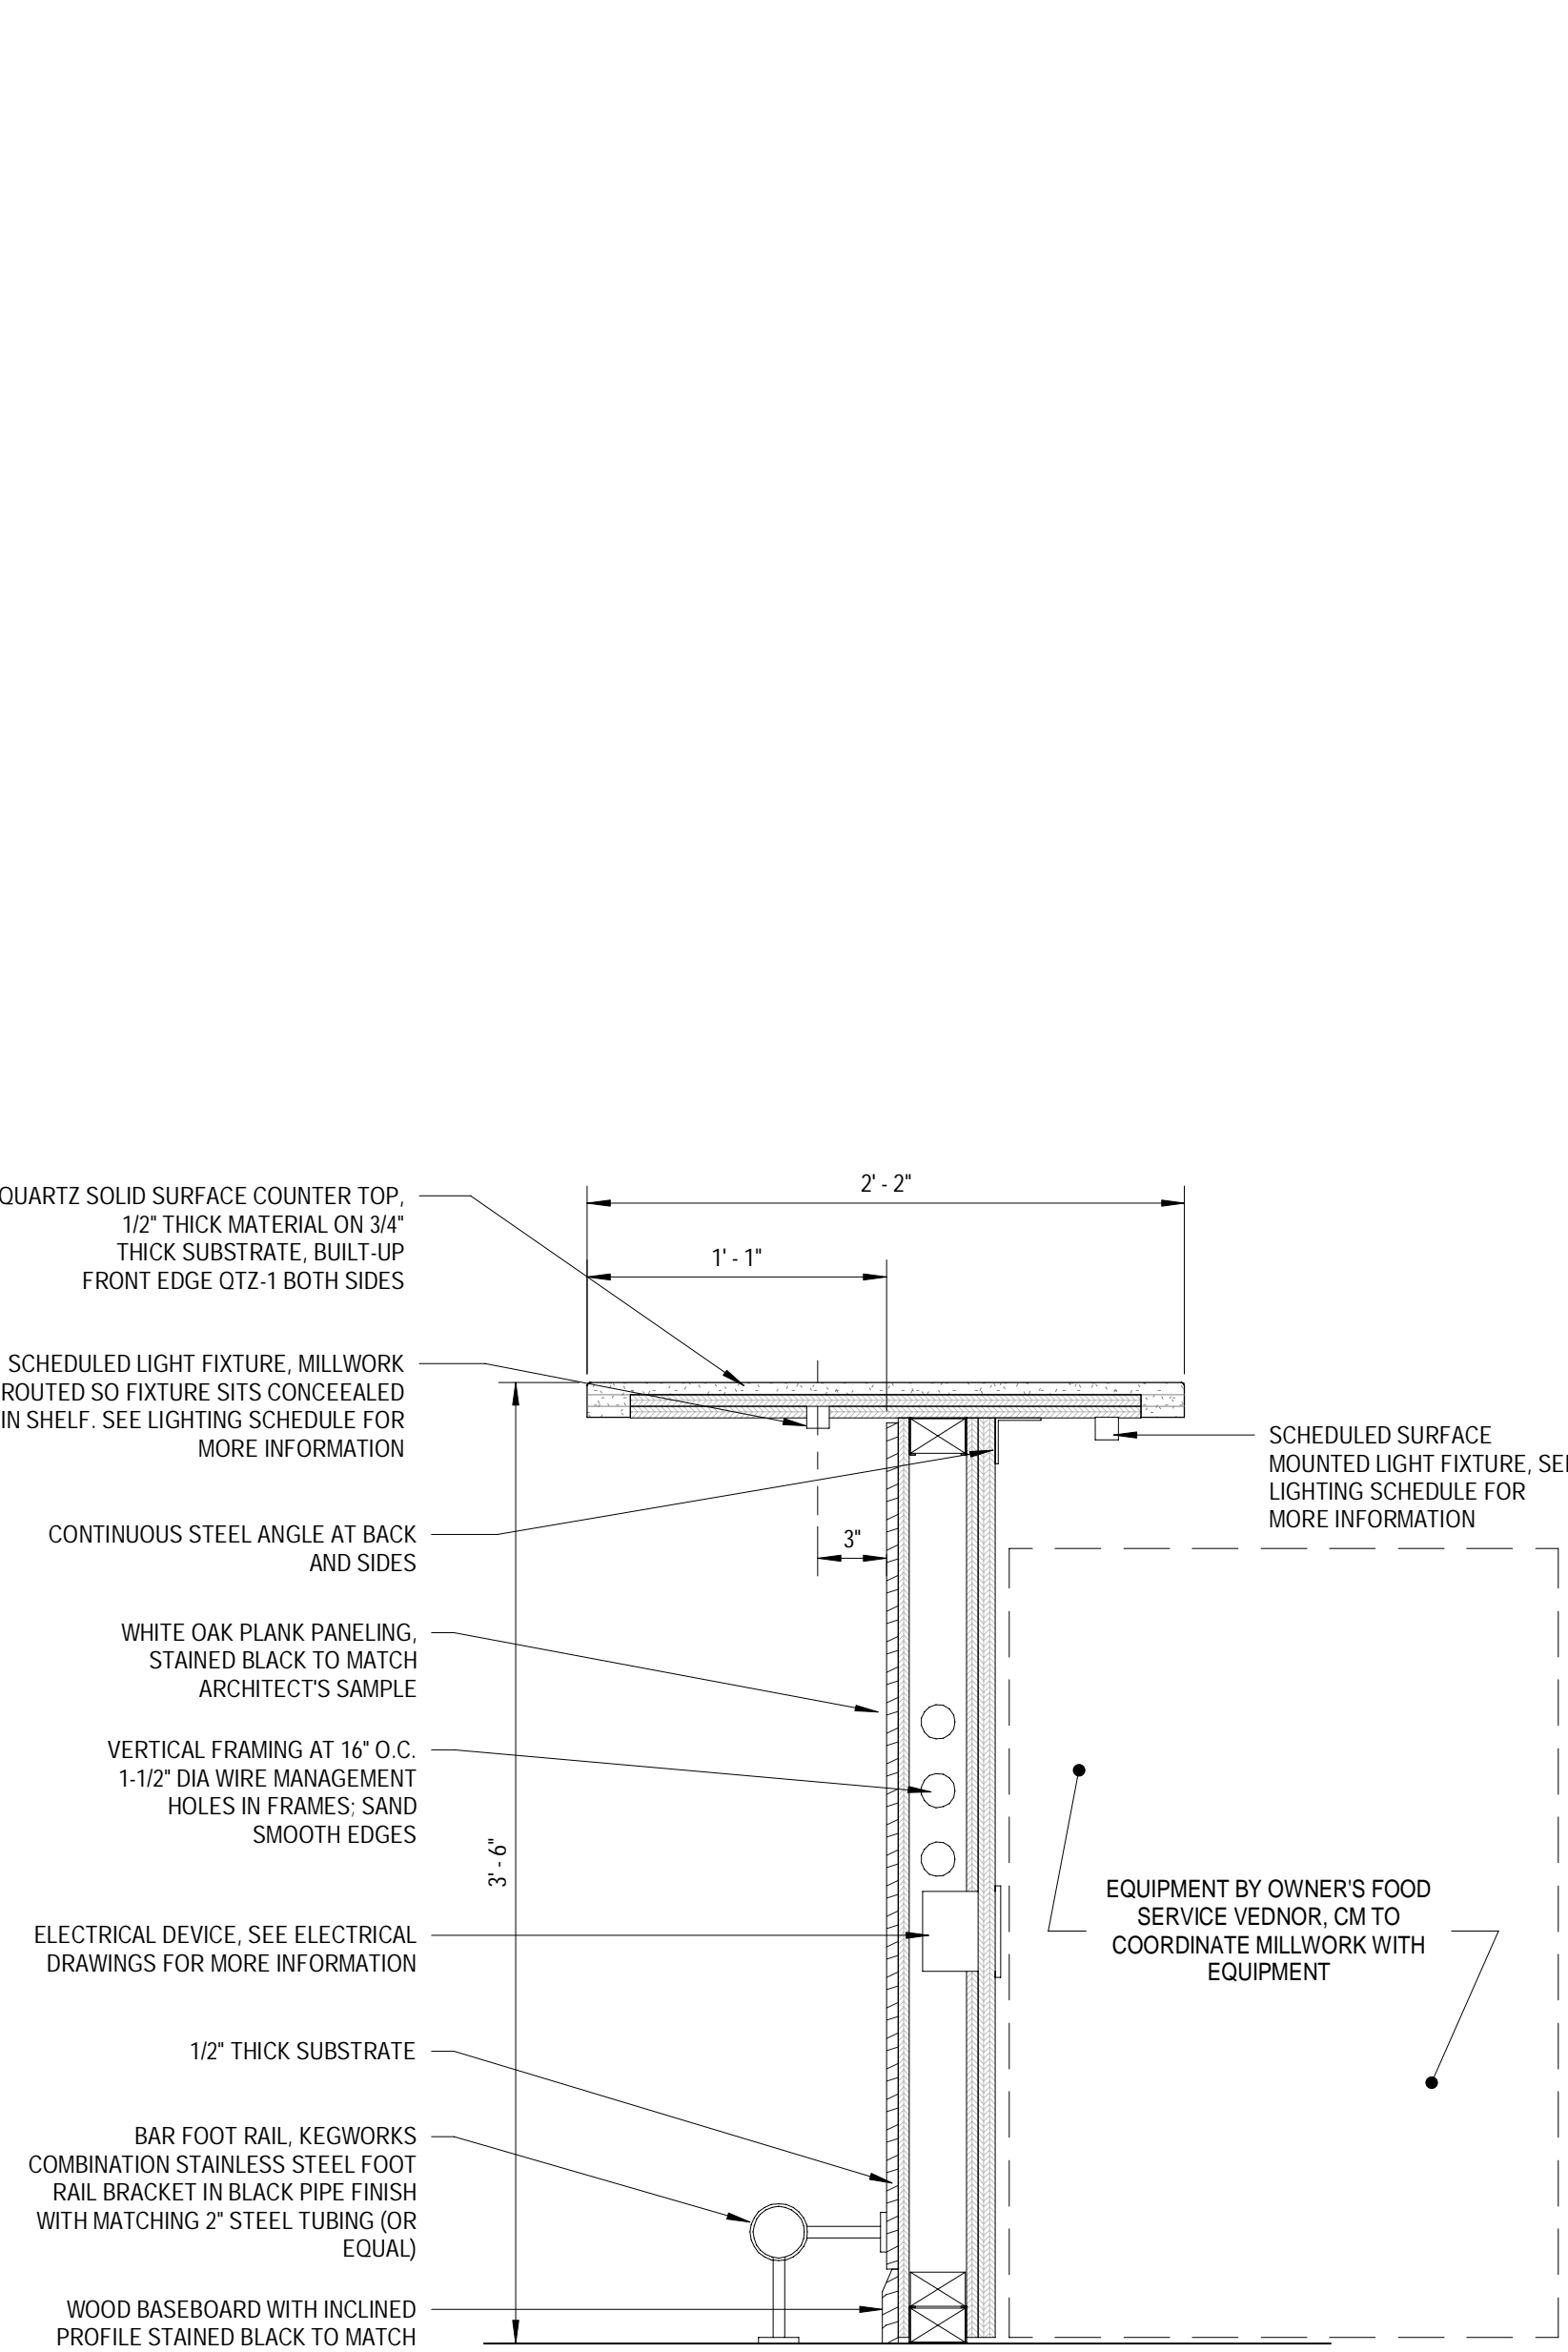 2' - 2"
1' - 1"
QUARTZ SOLID SURFACE COUNTER TOP,
1/2" THICK MATERIAL ON 3/4"
THICK SUBSTRATE, BUILT-UP
FRONT EDGE QTZ-1 BOTH SIDES
SCHEDULED LIGHT FIXTURE, MILLWORK
ROUTED SO FIXTURE SITS CONCEEALED
IN SHELF. SEE LIGHTING SCHEDULE FOR
MORE INFORMATION
SCHEDULED SURFACE
MOUNTED LIGHT FIXTURE, SEE
LIGHTING SCHEDULE FOR
MORE INFORMATION
CONTINUOUS STEEL ANGLE AT BACK
AND SIDES
3"
WHITE OAK PLANK PANELING,
STAINED BLACK TO MATCH
ARCHITECT'S SAMPLE
VERTICAL FRAMING AT 16" O.C.
1-1/2" DIA WIRE MANAGEMENT
HOLES IN FRAMES; SAND
SMOOTH EDGES
3' - 6"
EQUIPMENT BY OWNER'S FOOD
SERVICE VEDNOR, CM TO
COORDINATE MILLWORK WITH
EQUIPMENT
ELECTRICAL DEVICE, SEE ELECTRICAL
DRAWINGS FOR MORE INFORMATION
1/2" THICK SUBSTRATE
BAR FOOT RAIL, KEGWORKS
COMBINATION STAINLESS STEEL FOOT
RAIL BRACKET IN BLACK PIPE FINISH
WITH MATCHING 2" STEEL TUBING (OR
EQUAL)
WOOD BASEBOARD WITH INCLINED
PROFILE STAINED BLACK TO MATCH